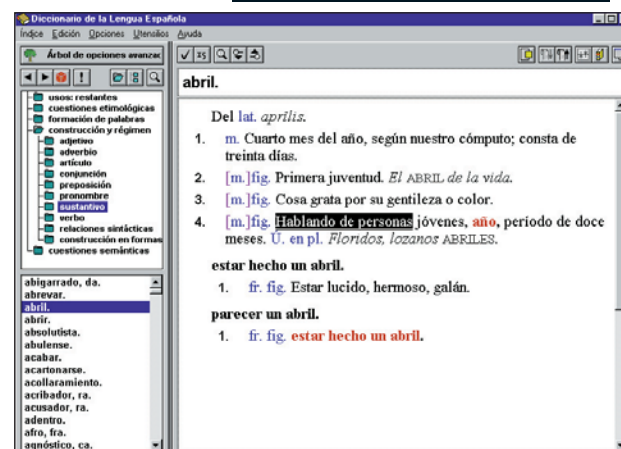 Diccionario de la Lengua Española
Índice Edición Opciones Utensilios Ayuda
Árbol de opciones avanzac
usos: restantes
cuestiones etimológicas
formación de palabras
construcción y régimen
adjetivo
adverbio
artículo
conjunción
preposición
pronombre
sustantivo
verbo
relaciones sintácticas
construcción en formas
cuestiones semánticas
abigarrado, da.
abrevar.
abril.
abrir.
absolutista.
abulense.
acabar.
acartonarse.
acollaramiento.
acribador, ra.
acusador, ra.
adentro.
afro, fra.
agnóstico, ca.
abril.
Del lat. aprilis.
1. m. Cuarto mes del año, según nuestro cómputo; consta de
treinta días.
2. [m.]fig. Primera juventud. El ABRIL de la vida.
3. [m.]fig. Cosa grata por su gentileza o color.
4. [m.]fig. Hablando de personas jóvenes, año, período de doce
meses. Ú. en pl. Floridos, lozanos ABRILES.
estar hecho un abril.
1. fr. fig. Estar lucido, hermoso, galán.
parecer un abril.
1. fr. fig. estar hecho un abril.